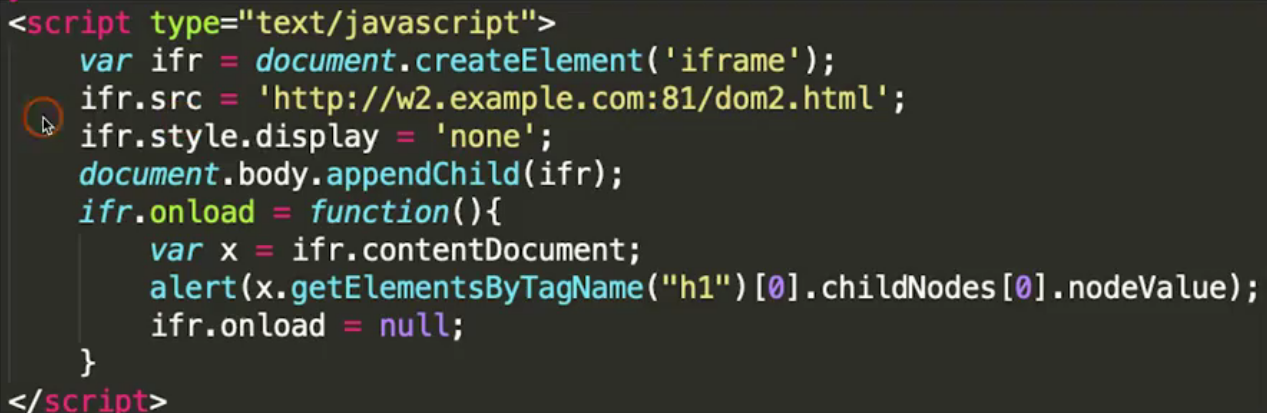 <script type="text/javascript">
var ifr = document.createElement('iframe');
ifr.src = 'http://w2.example.com:81/dom2.html';
ifr.style.display = 'none';
document.body.appendChild(ifr);
ifr.onload = function(){
var x = ifr.contentDocument;
alert(x.getElementsByTagName("h1")[0].childNodes[0].nodeValue);
ifr.onload = null;
}
</script>